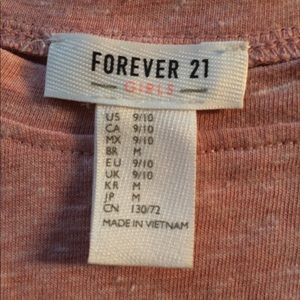 FOREVER 21
GIRLS
US 9/10
CA 9/10
MX 9/10
BR M
EU 9/10
UK 9/10
KR M
JP M
CN 130/72
MADE IN VIETNAM